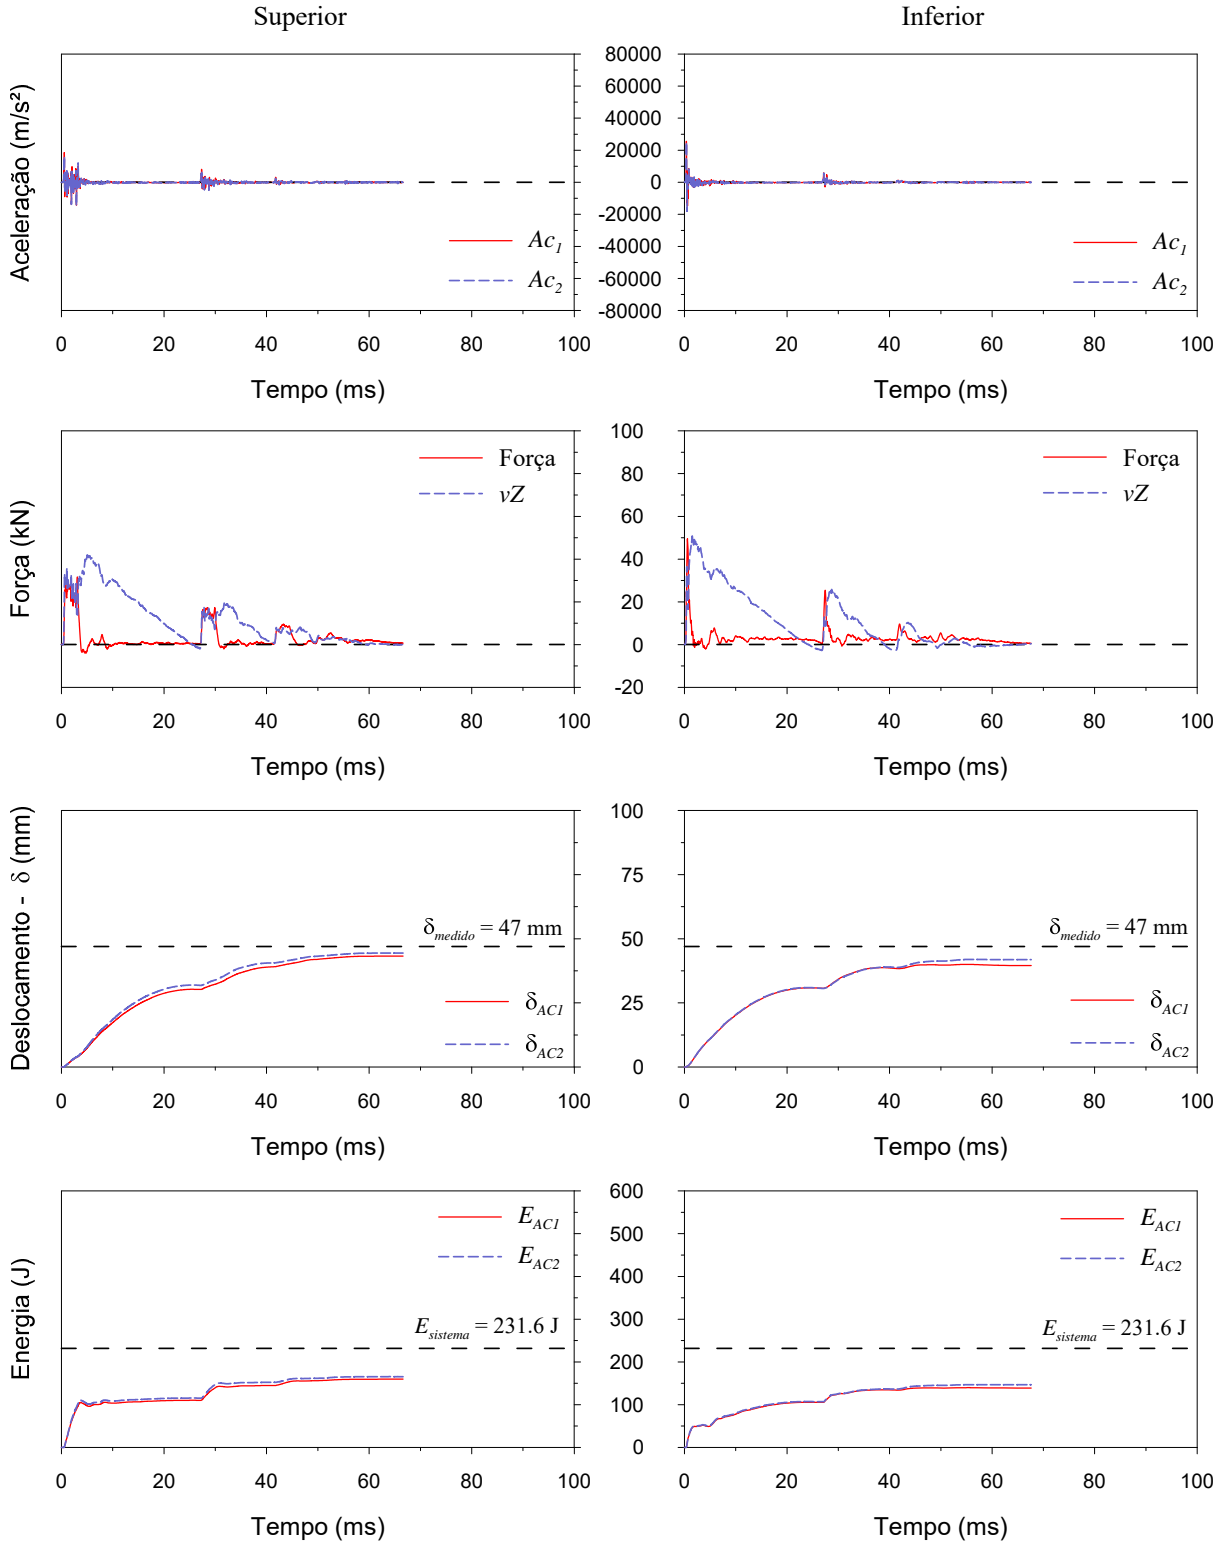 Superior Inferior
Aceleração (m/s²)
80000
60000
40000
20000
0
-20000
-40000
-60000
-80000
Ac1 Ac1
Ac2 Ac2
0 20 40 60 80 100 0 20 40 60 80 100
Tempo (ms) Tempo (ms)
Força (kN)
100
80
60
40
20
0
-20
Força Força
vZ vZ
0 20 40 60 80 100 0 20 40 60 80 100
Tempo (ms) Tempo (ms)
Deslocamento - δ (mm)
100
75
50
25
0
δmedido = 47 mm δmedido = 47 mm
δAC1 δAC1
δAC2 δAC2
0 20 40 60 80 100 0 20 40 60 80 100
Tempo (ms) Tempo (ms)
Energia (J)
600
500
400
300
200
100
0
EAC1 EAC1
EAC2 EAC2
Esistema = 231.6 J Esistema = 231.6 J
0 20 40 60 80 100 0 20 40 60 80 100
Tempo (ms) Tempo (ms)